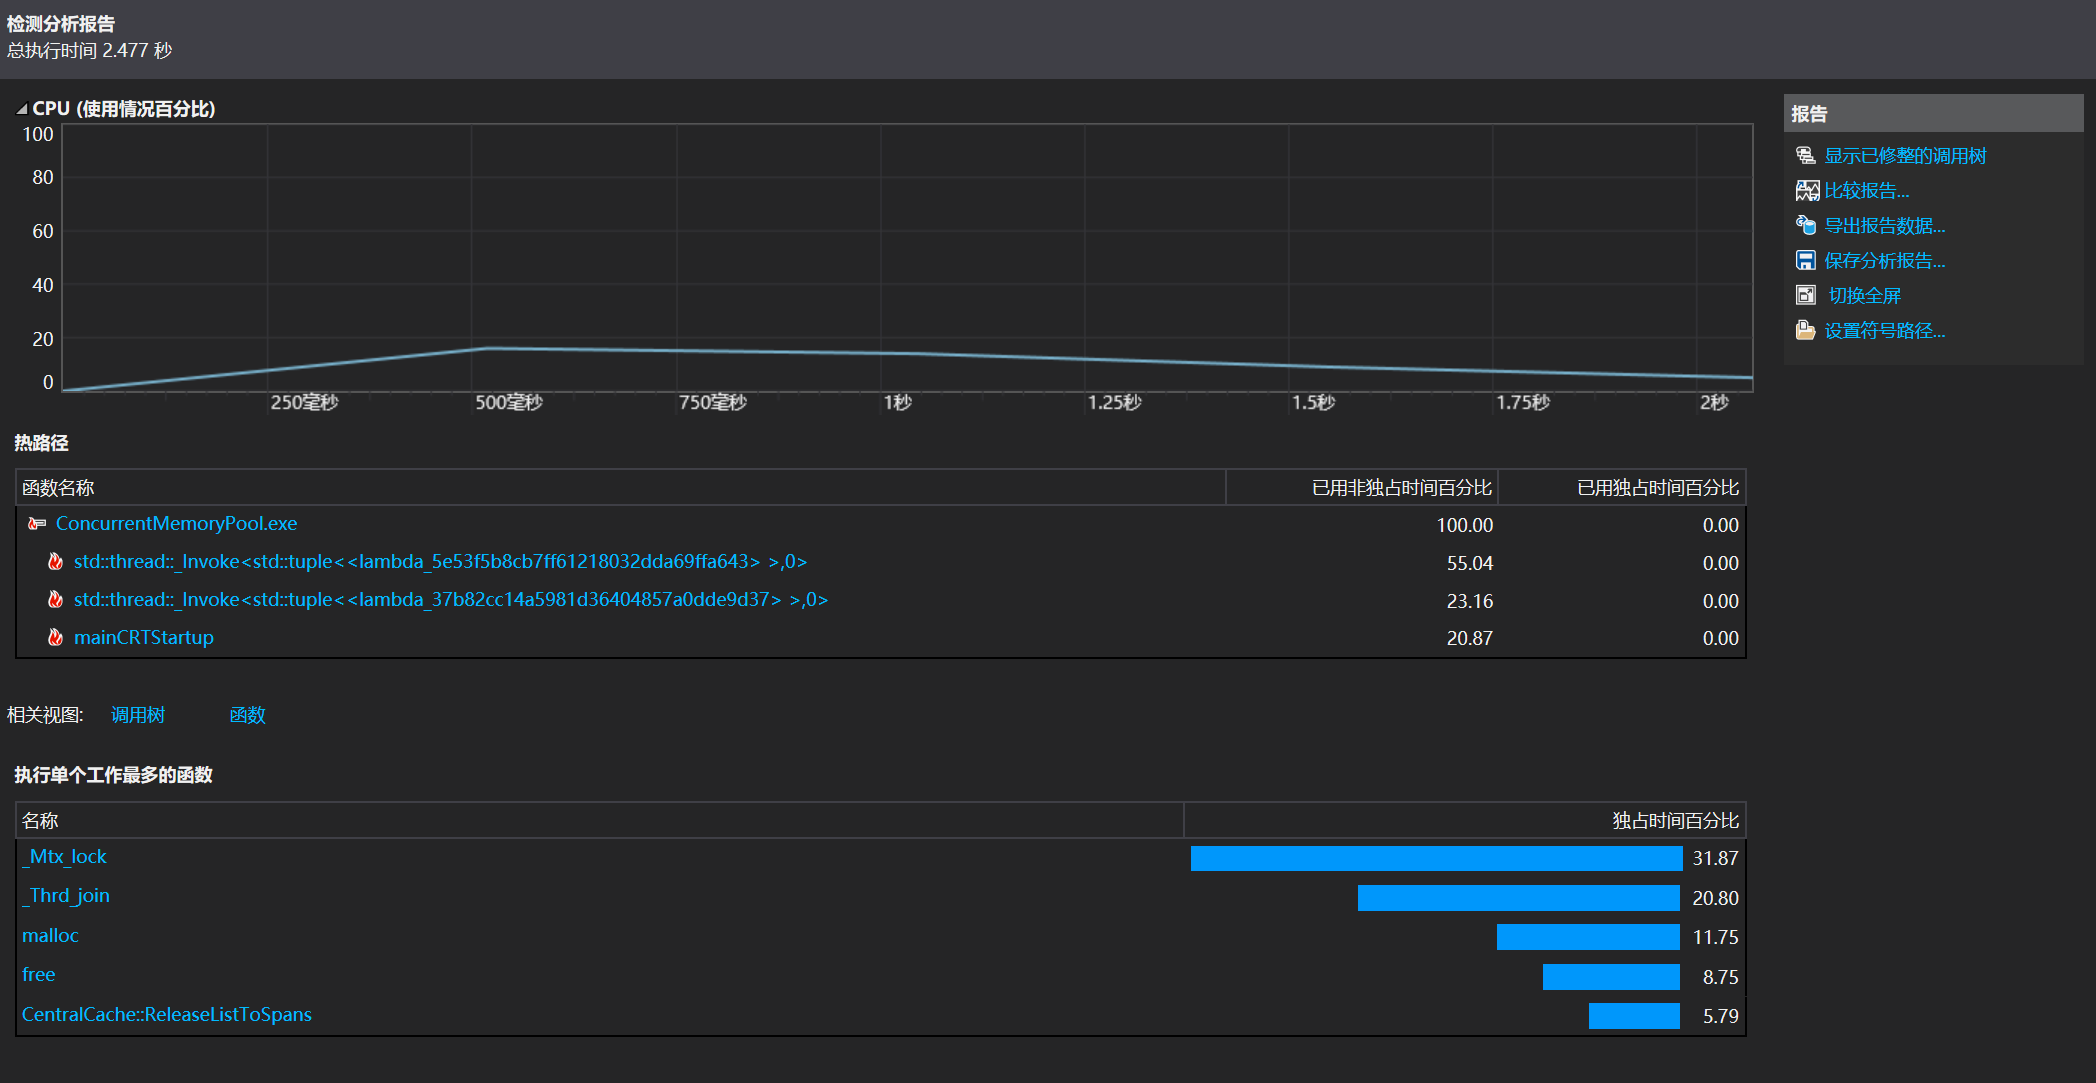 检测分析报告
总执行时间 2.477 秒
CPU (使用情况百分比)
100
80
60
40
20
0
250毫秒 500毫秒 750毫秒 1秒 1.25秒 1.5秒 1.75秒 2秒
报告
显示已修整的调用树
比较报告...
导出报告数据...
保存分析报告...
切换全屏
设置符号路径...
热路径
函数名称 已用非独占时间百分比 已用独占时间百分比
ConcurrentMemoryPool.exe 100.00 0.00
std::thread::_Invoke<std::tuple<<lambda_5e53f5b8cb7ff61218032dda69ffa643> >,0> 55.04 0.00
std::thread::_Invoke<std::tuple<<lambda_37b82cc14a5981d36404857a0dde9d37> >,0> 23.16 0.00
mainCRTStartup 20.87 0.00
相关视图: 调用树 函数
执行单个工作最多的函数
名称 独占时间百分比
_Mtx_lock 31.87
_Thrd_join 20.80
malloc 11.75
free 8.75
CentralCache::ReleaseListToSpans 5.79